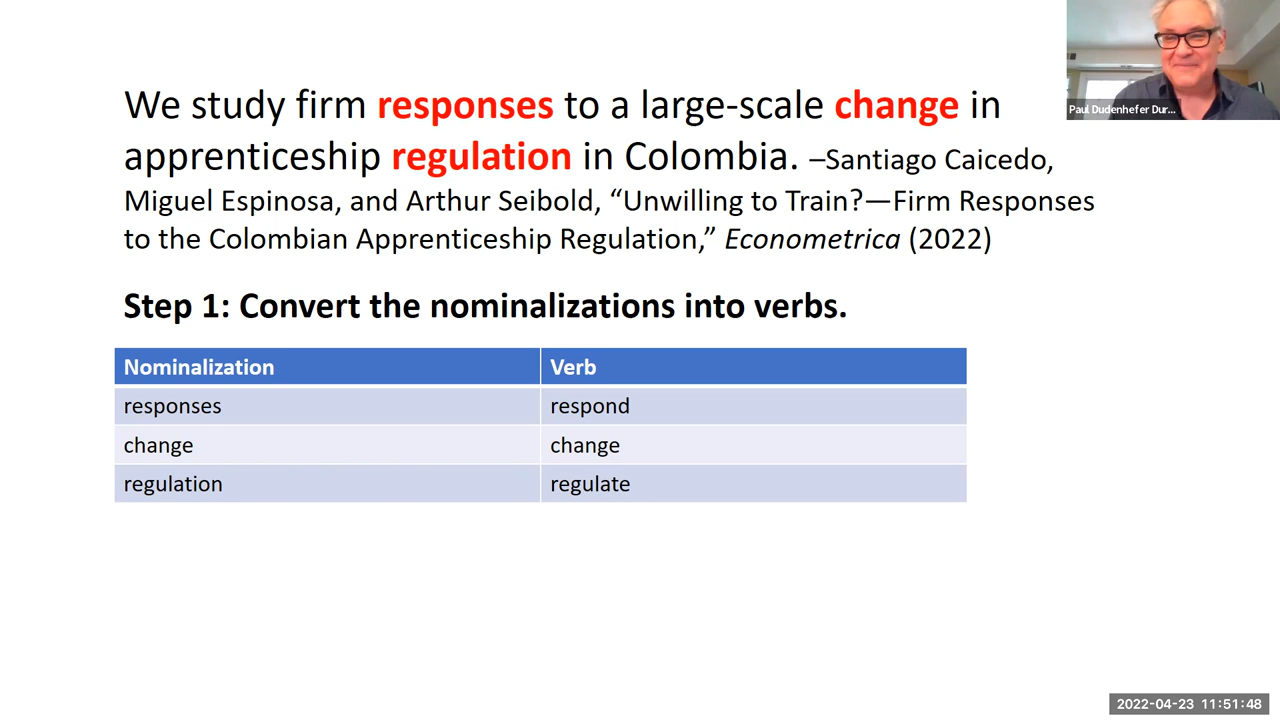 We study firm responses to a large-scale change in
apprenticeship regulation in Colombia. –Santiago Caicedo,
Miguel Espinosa, and Arthur Seibold, “Unwilling to Train?—Firm Responses
to the Colombian Apprenticeship Regulation,” Econometrica (2022)
Step 1: Convert the nominalizations into verbs.
Nominalization Verb
responses respond
change change
regulation regulate
Paul Dudenhefer Dur...
2022-04-23 11:51:48